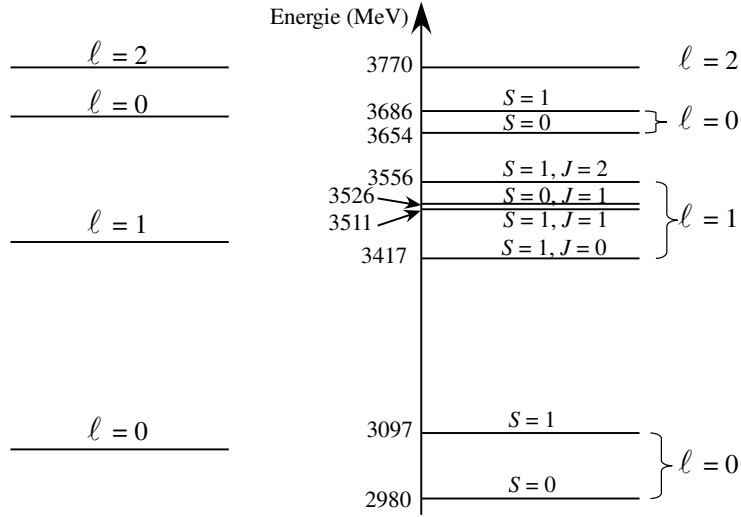 Energie (MeV)
ℓ = 2
3770
ℓ = 2
ℓ = 0
3686
S = 1
3654
S = 0
ℓ = 0
3556
S = 1, J = 2
3526
S = 0, J = 1
3511
S = 1, J = 1
ℓ = 1
ℓ = 1
3417
S = 1, J = 0
ℓ = 0
3097
S = 1
ℓ = 0
2980
S = 0